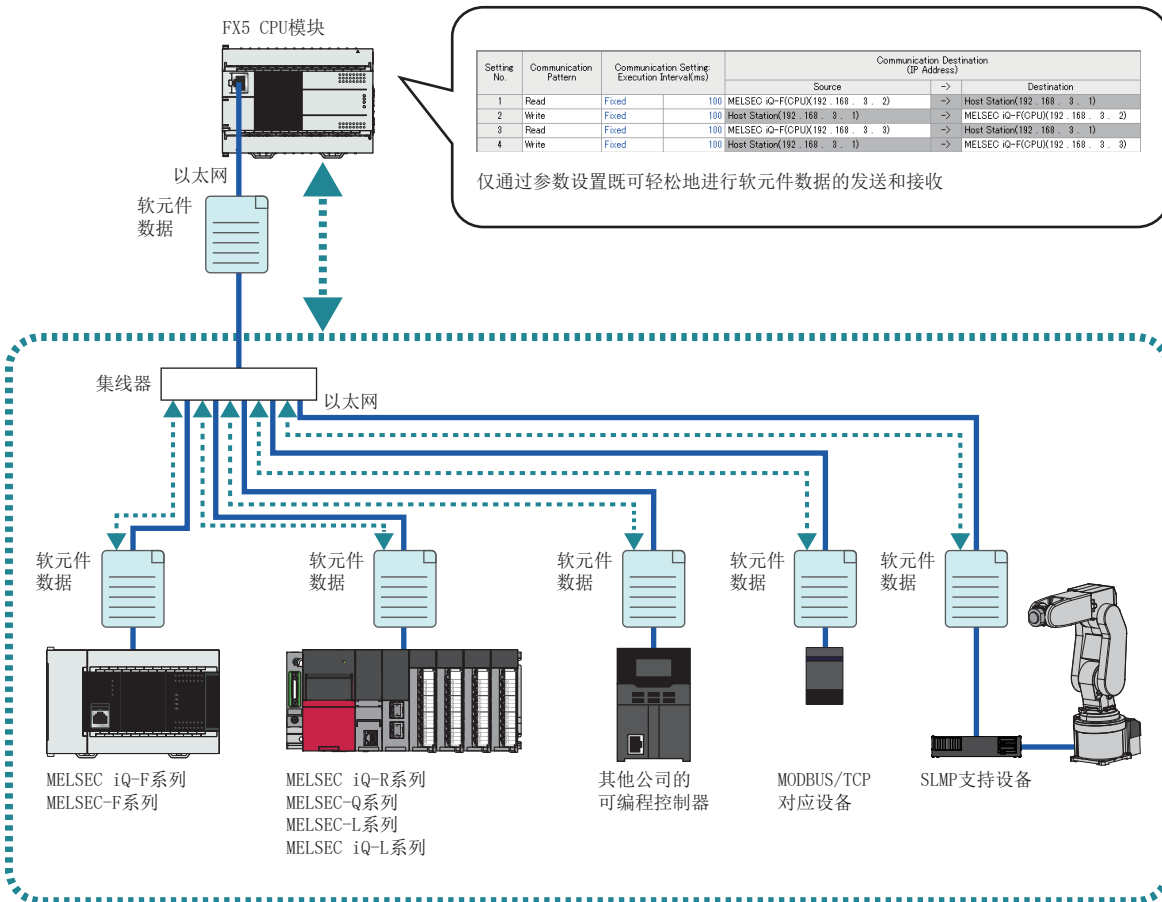 FX5 CPU模块
Setting No. Communication Pattern Communication Setting: Execution Interval(ms) Communication Destination (IP Address)
Source -> Destination
1 Read Fixed 100 MELSEC iQ-F(CPU)(192 . 168 . 3 . 2) -> Host Station(192 . 168 . 3 . 1)
2 Write Fixed 100 Host Station(192 . 168 . 3 . 1) -> MELSEC iQ-F(CPU)(192 . 168 . 3 . 2)
3 Read Fixed 100 MELSEC iQ-F(CPU)(192 . 168 . 3 . 3) -> Host Station(192 . 168 . 3 . 1)
4 Write Fixed 100 Host Station(192 . 168 . 3 . 1) -> MELSEC iQ-F(CPU)(192 . 168 . 3 . 3)
仅通过参数设置既可轻松地进行软元件数据的发送和接收
以太网
软元件
数据
集线器
以太网
软元件
数据
软元件
数据
软元件
数据
软元件
数据
软元件
数据
MELSEC iQ-F系列
MELSEC-F系列
MELSEC iQ-R系列
MELSEC-Q系列
MELSEC-L系列
MELSEC iQ-L系列
其他公司的
可编程控制器
MODBUS/TCP
对应设备
SLMP支持设备